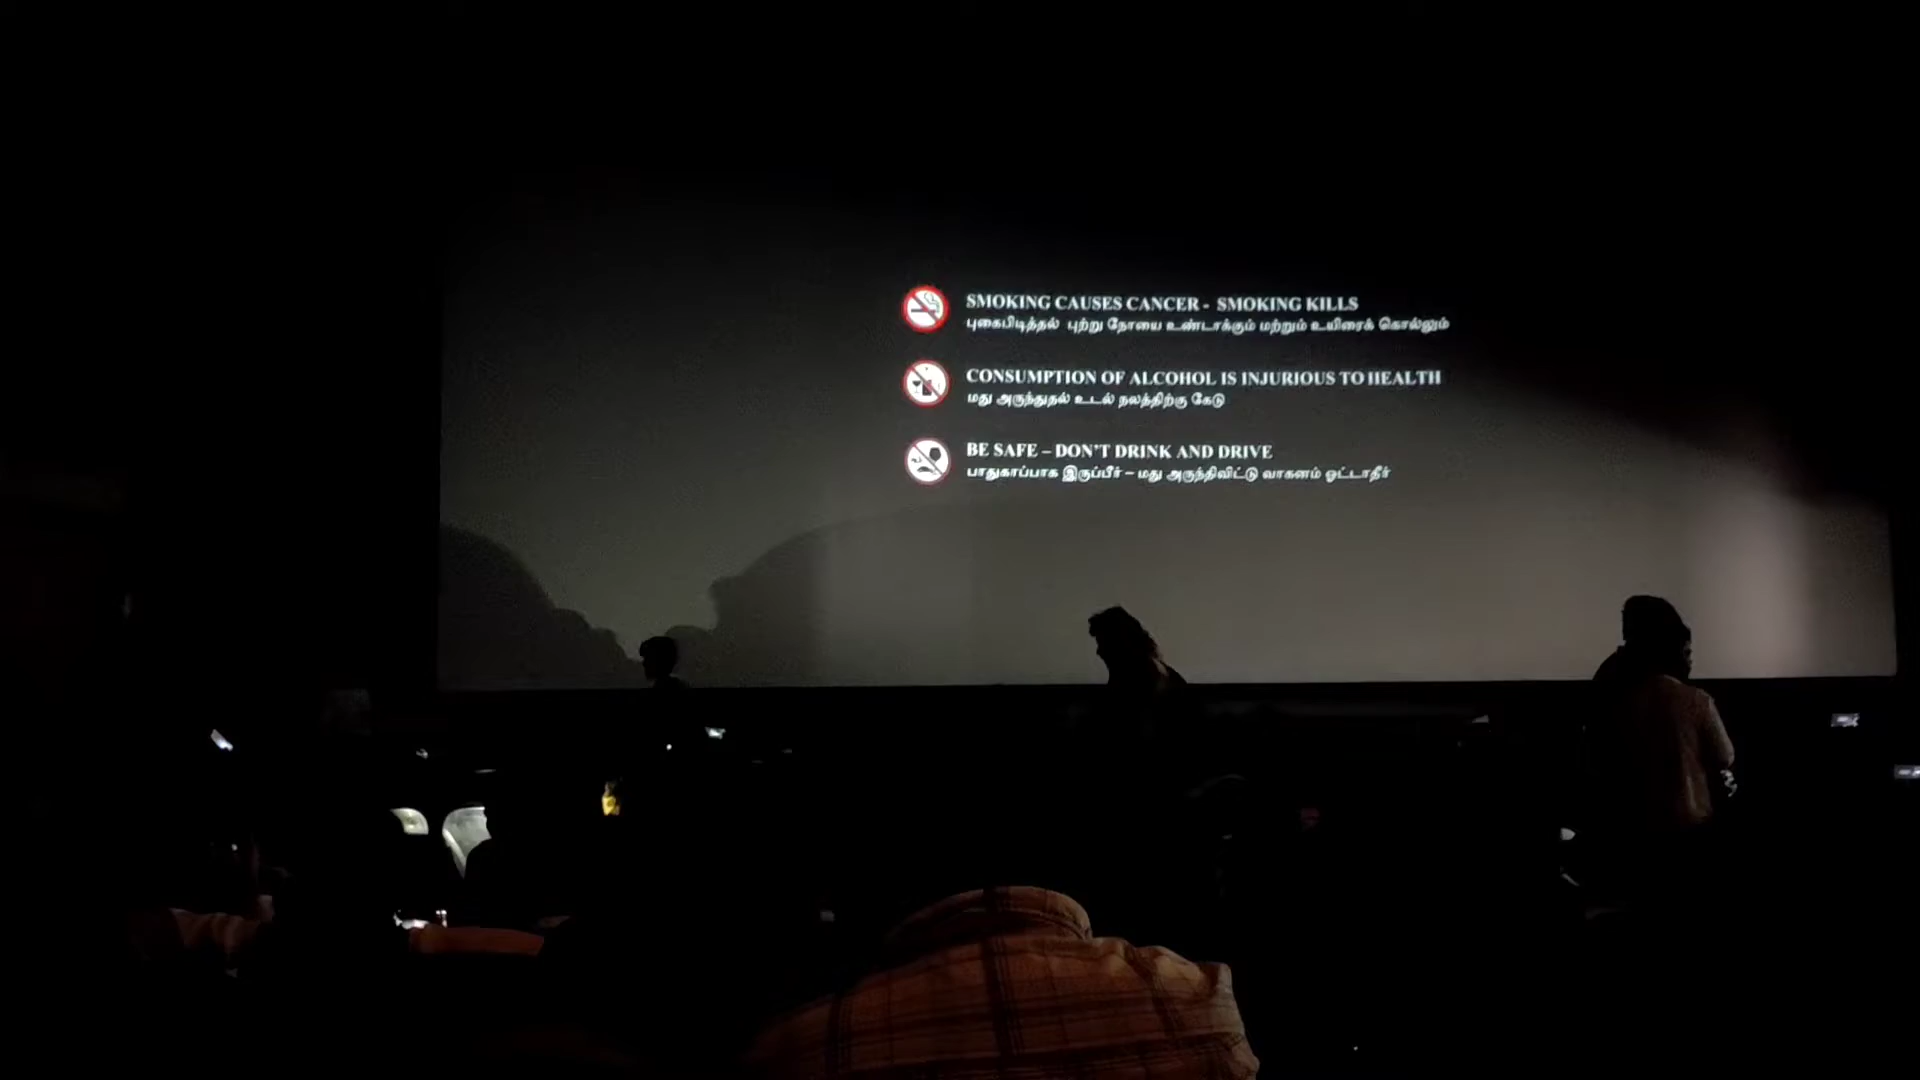 SMOKING CAUSES CANCER - SMOKING KILLS
புகைபிடித்தல் புற்று நோயை உண்டாக்கும் மற்றும் உயிரைக் கொல்லும்
CONSUMPTION OF ALCOHOL IS INJURIOUS TO HEALTH
மது அருந்துதல் உடல் நலத்திற்கு கேடு
BE SAFE – DON'T DRINK AND DRIVE
பாதுகாப்பாக இருப்பீர் – மது அருந்திவிட்டு வாகனம் ஓட்டாதீர்